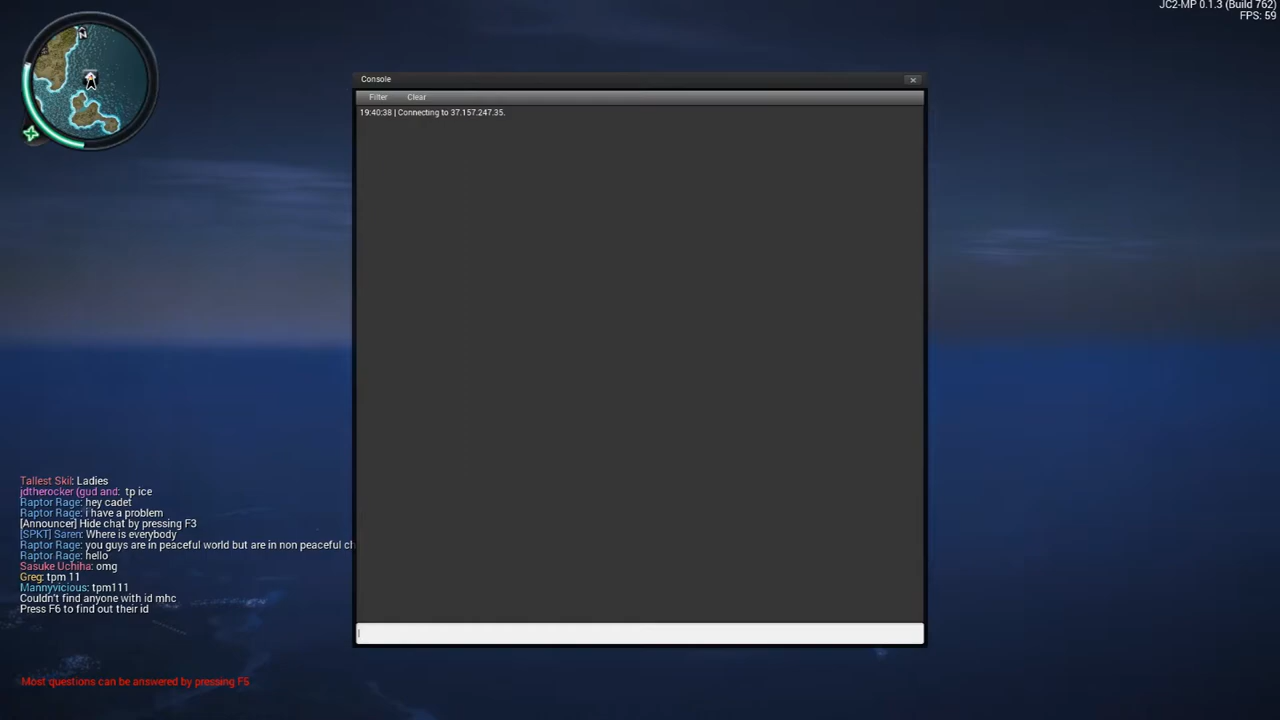 JC2-MP 0.1.3 (Build 762)
FPS: 59
N
Console
Filter Clear
19:40:38 | Connecting to 37.157.247.35.
Tallest Skil: Ladies
jdtherocker (gud and: tp ice
Raptor Rage: hey cadet
Raptor Rage: i have a problem
[Announcer] Hide chat by pressing F3
[SPKT] Saren: Where is everybody
Raptor Rage: you guys are in peaceful world but are in non peaceful ch
Raptor Rage: hello
Sasuke Uchiha: omg
Greg: tpm 11
Mannyvicious: tpm111
Couldn't find anyone with id mhc
Press F6 to find out their id
Most questions can be answered by pressing F5